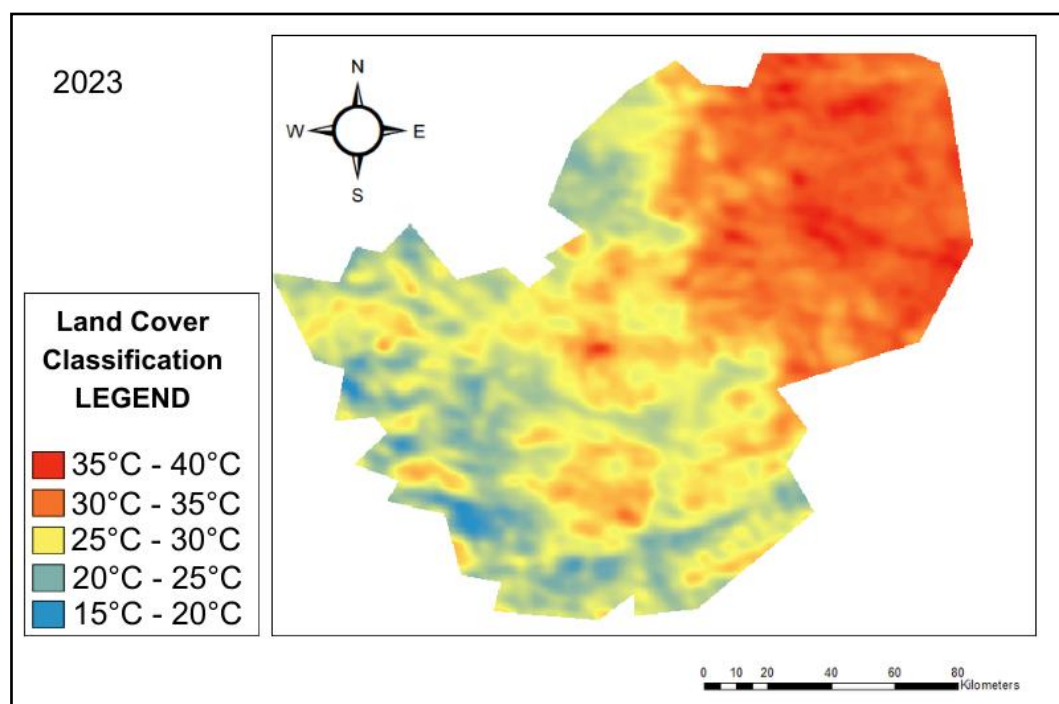 2023
N
W E
S
Land Cover
Classification
LEGEND
35°C - 40°C
30°C - 35°C
25°C - 30°C
20°C - 25°C
15°C - 20°C
0 10 20 40 60 80
Kilometers